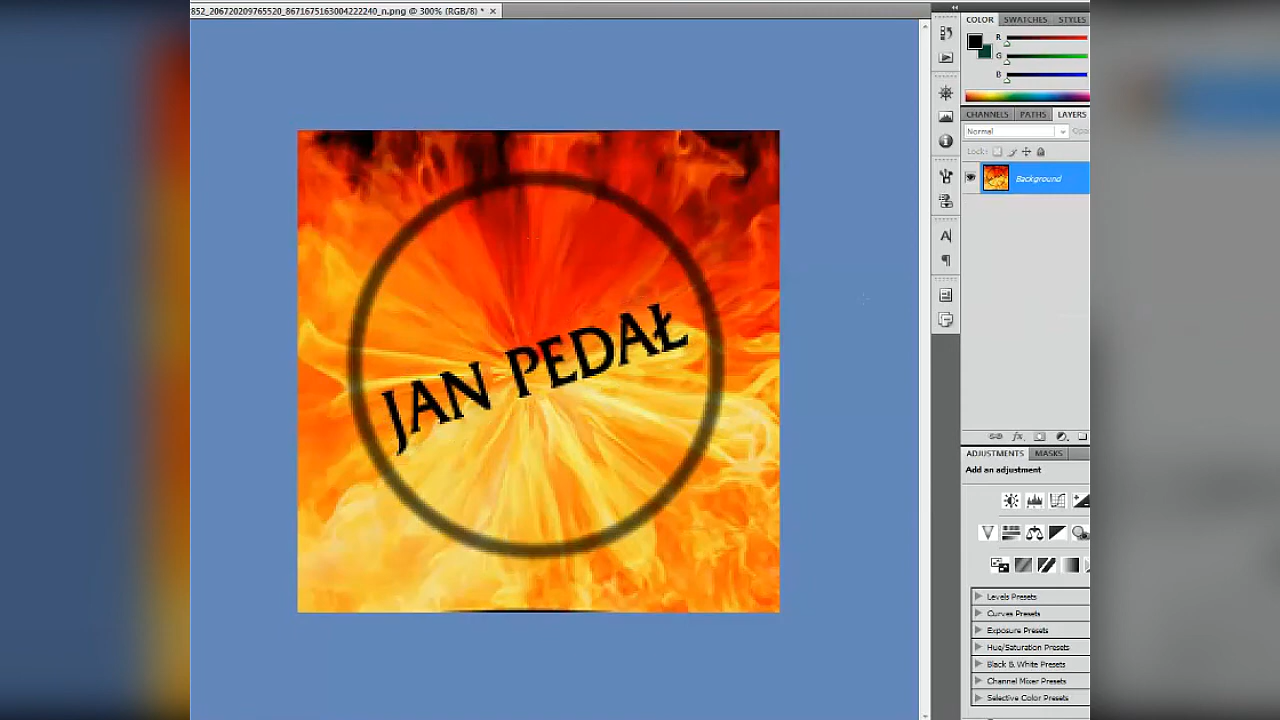 852_206720209765520_8671675163004222240_n.png @ 300% (RGB/8) * ×
COLOR SWATCHES STYLES
R
G
B
CHANNELS PATHS LAYERS
Normal Opa
Lock:
Background
JAN PEDAŁ
ADJUSTMENTS MASKS
Add an adjustment
Levels Presets
Curves Presets
Exposure Presets
Hue/Saturation Presets
Black & White Presets
Channel Mixer Presets
Selective Color Presets